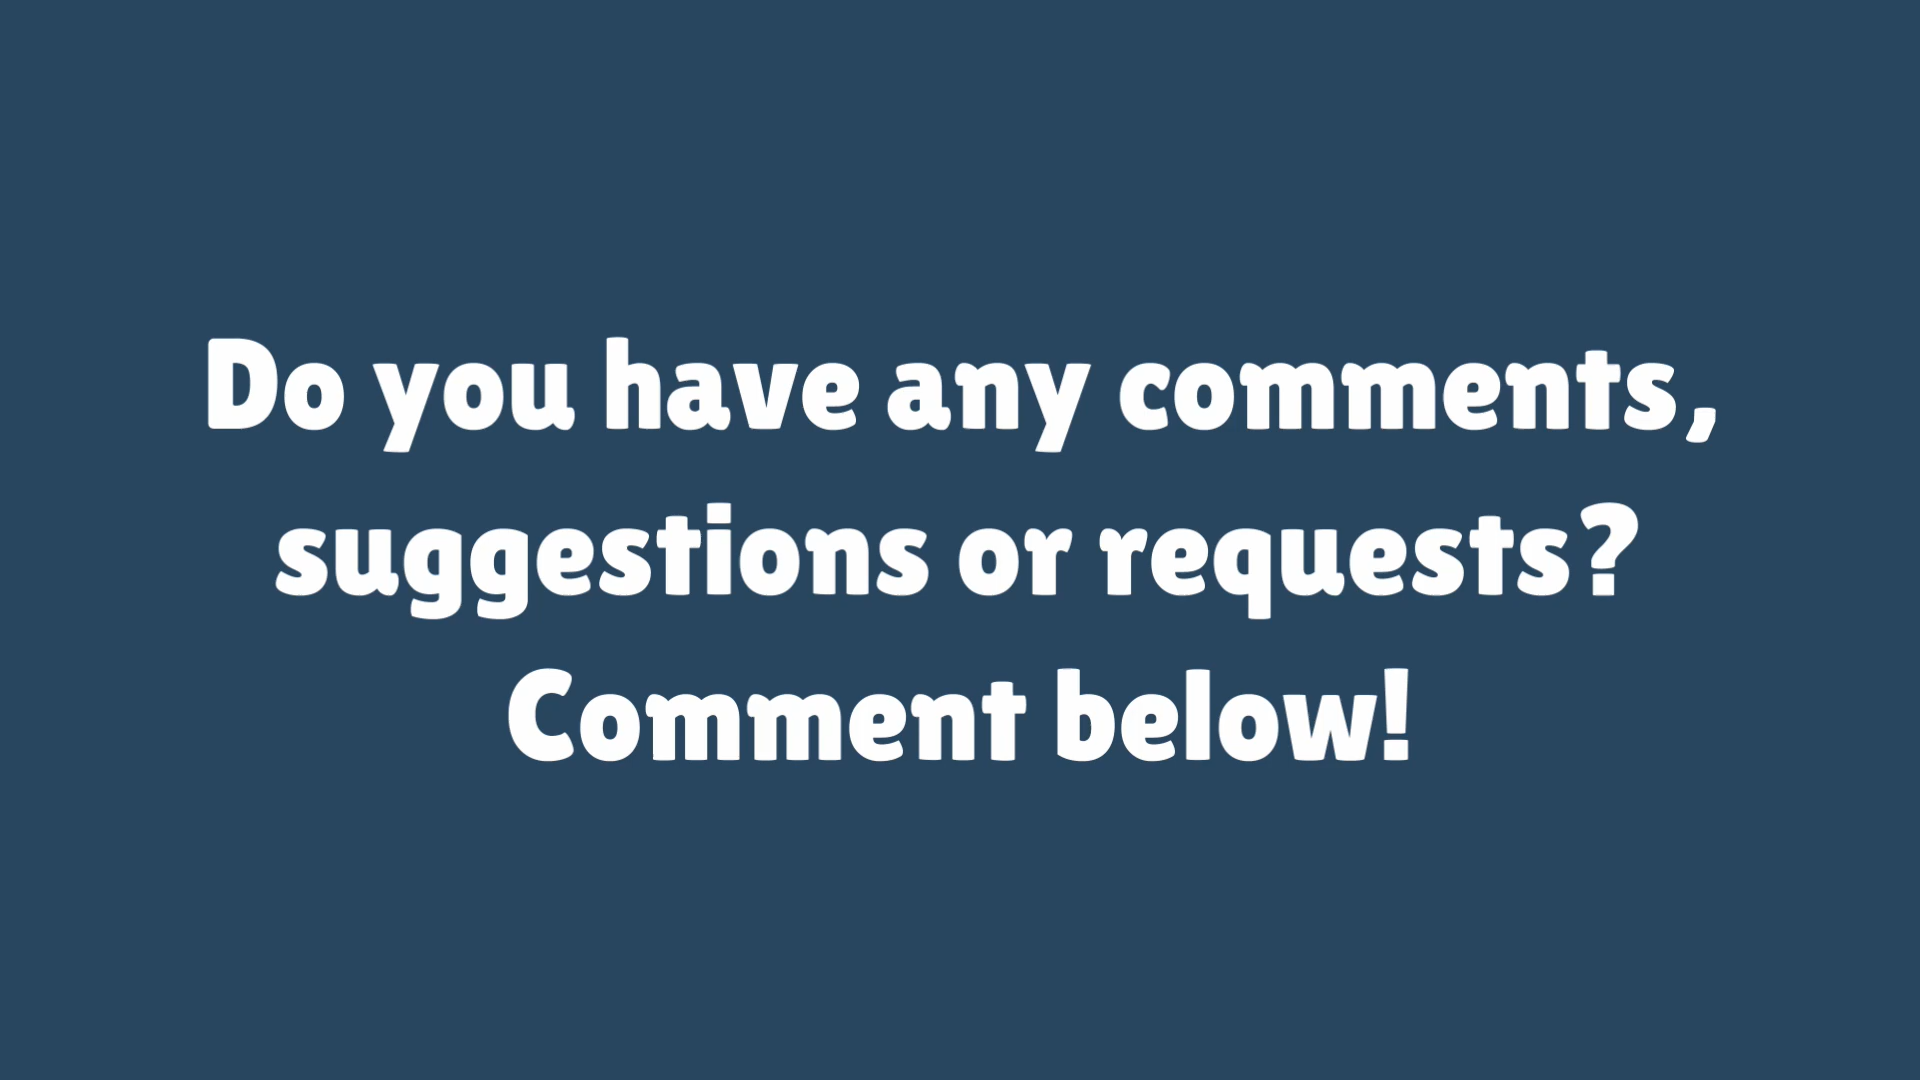 Do you have any comments,
suggestions or requests?
Comment below!